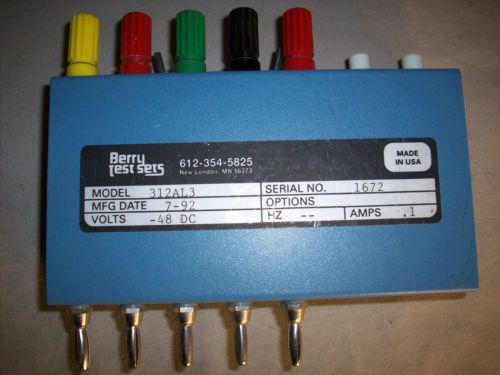 Berry test sets
612-354-5825
New London, MN 56273
MADE IN USA
MODEL 312AL3 SERIAL NO. 1672
MFG DATE 7-92 OPTIONS
VOLTS -48 DC HZ -- AMPS .1